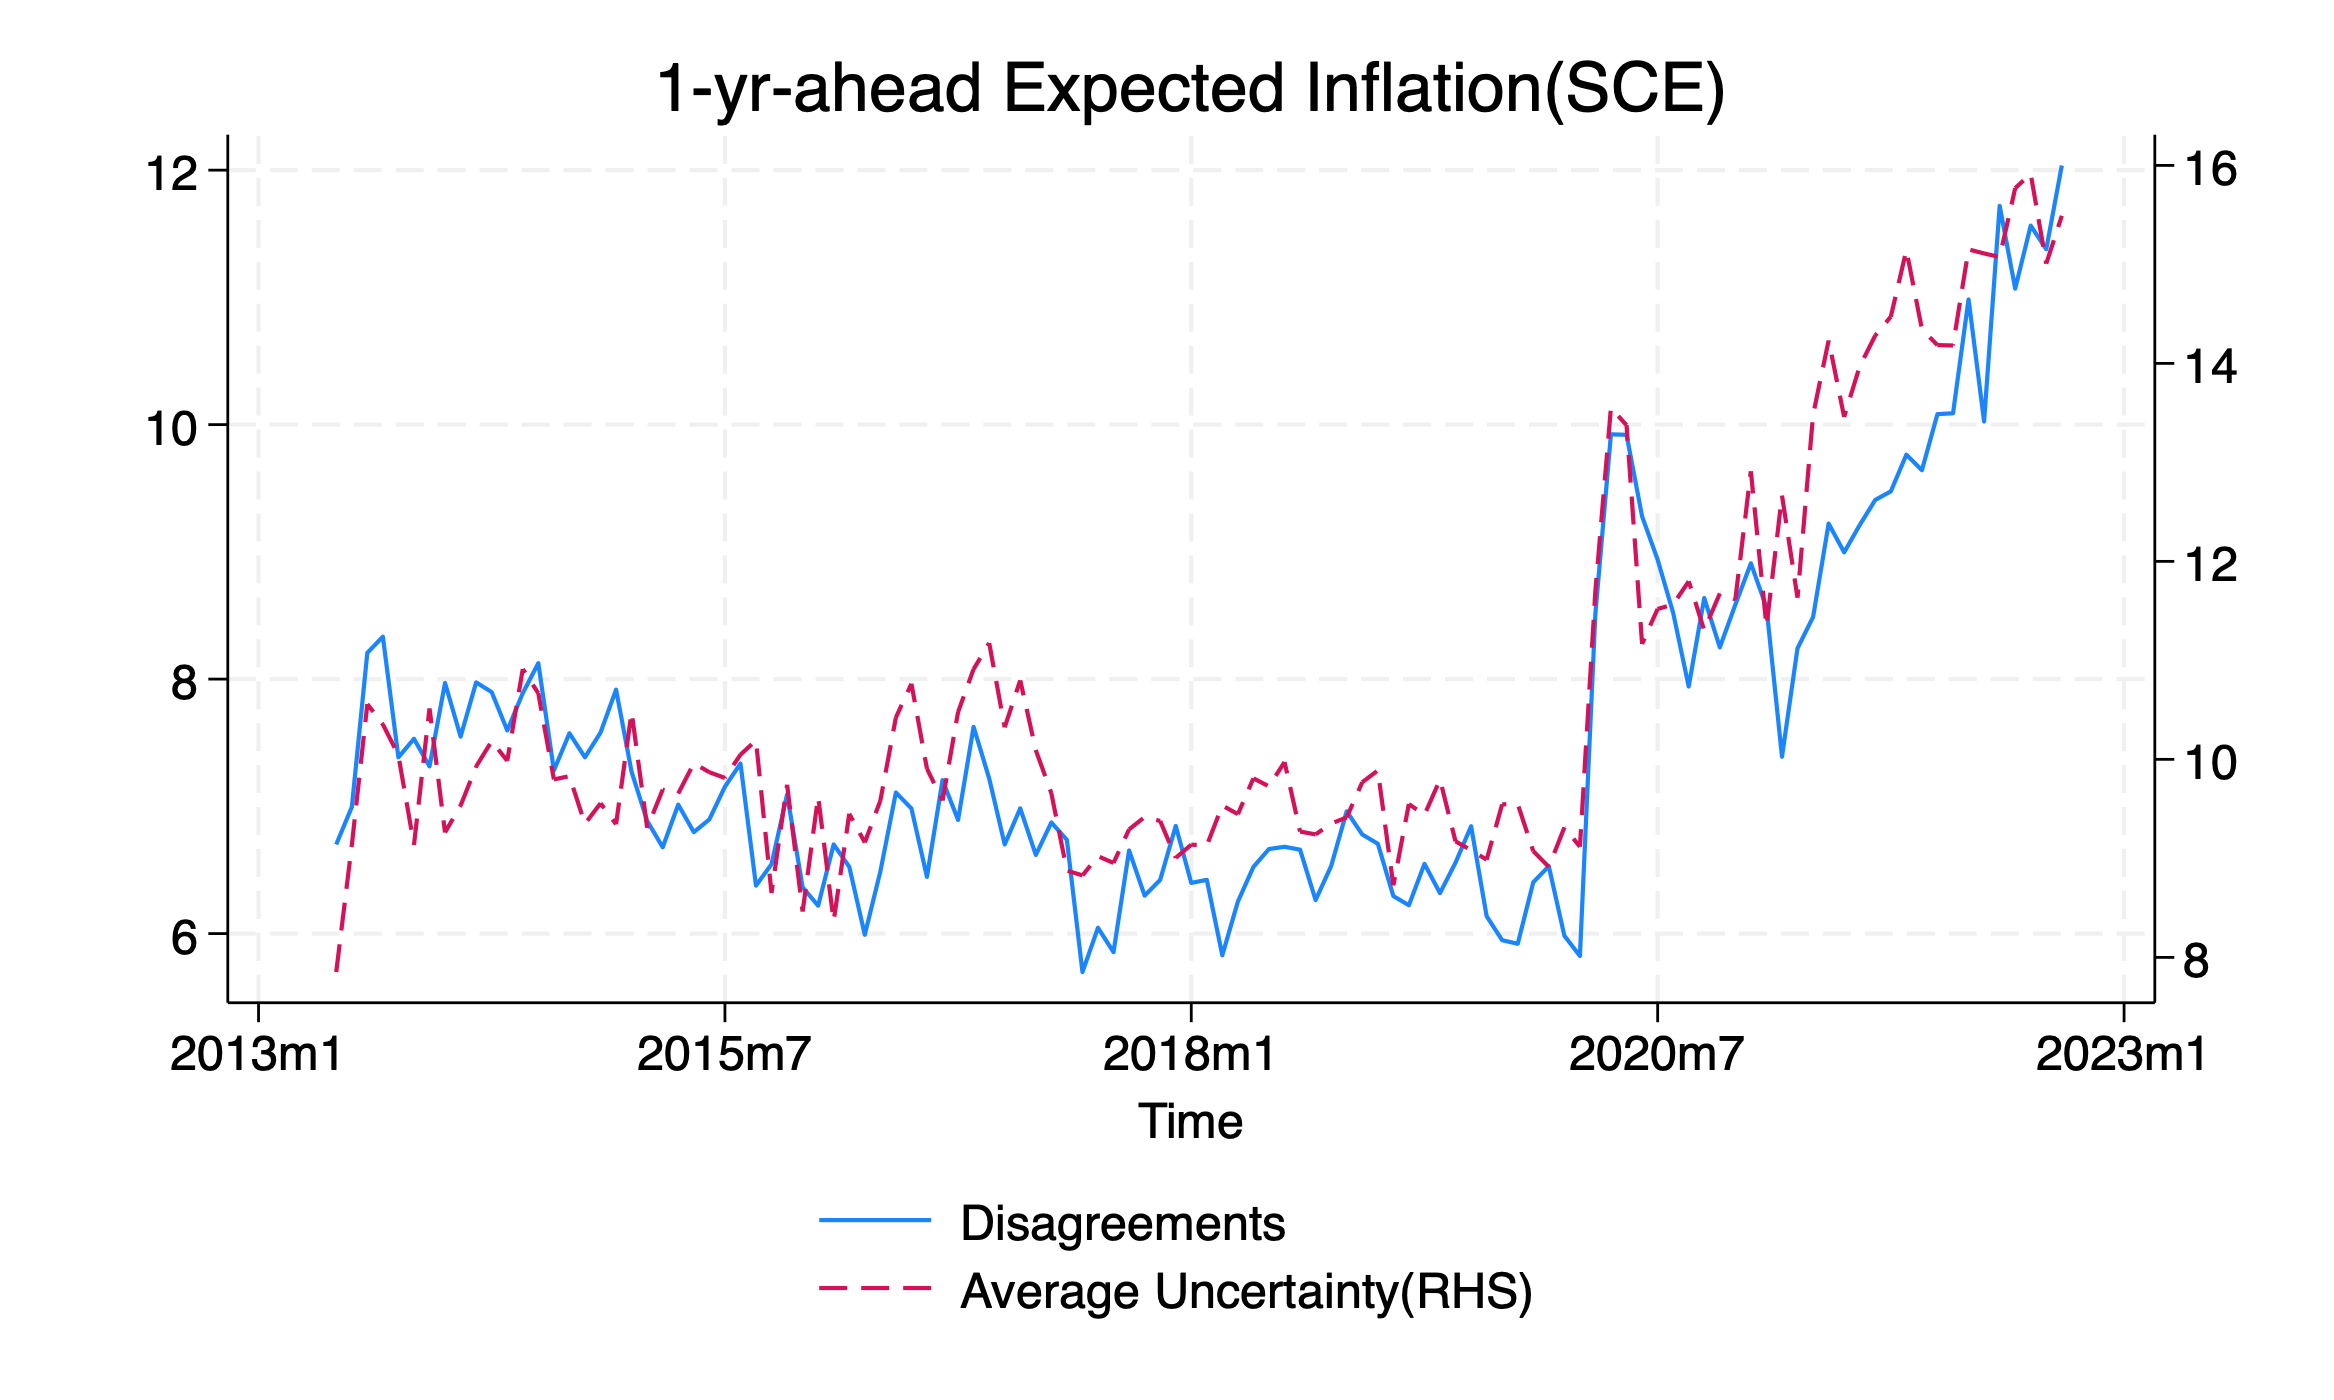 1-yr-ahead Expected Inflation(SCE)
12
10
8
6
16
14
12
10
8
2013m1
2015m7
2018m1
2020m7
2023m1
Time
Disagreements
Average Uncertainty(RHS)